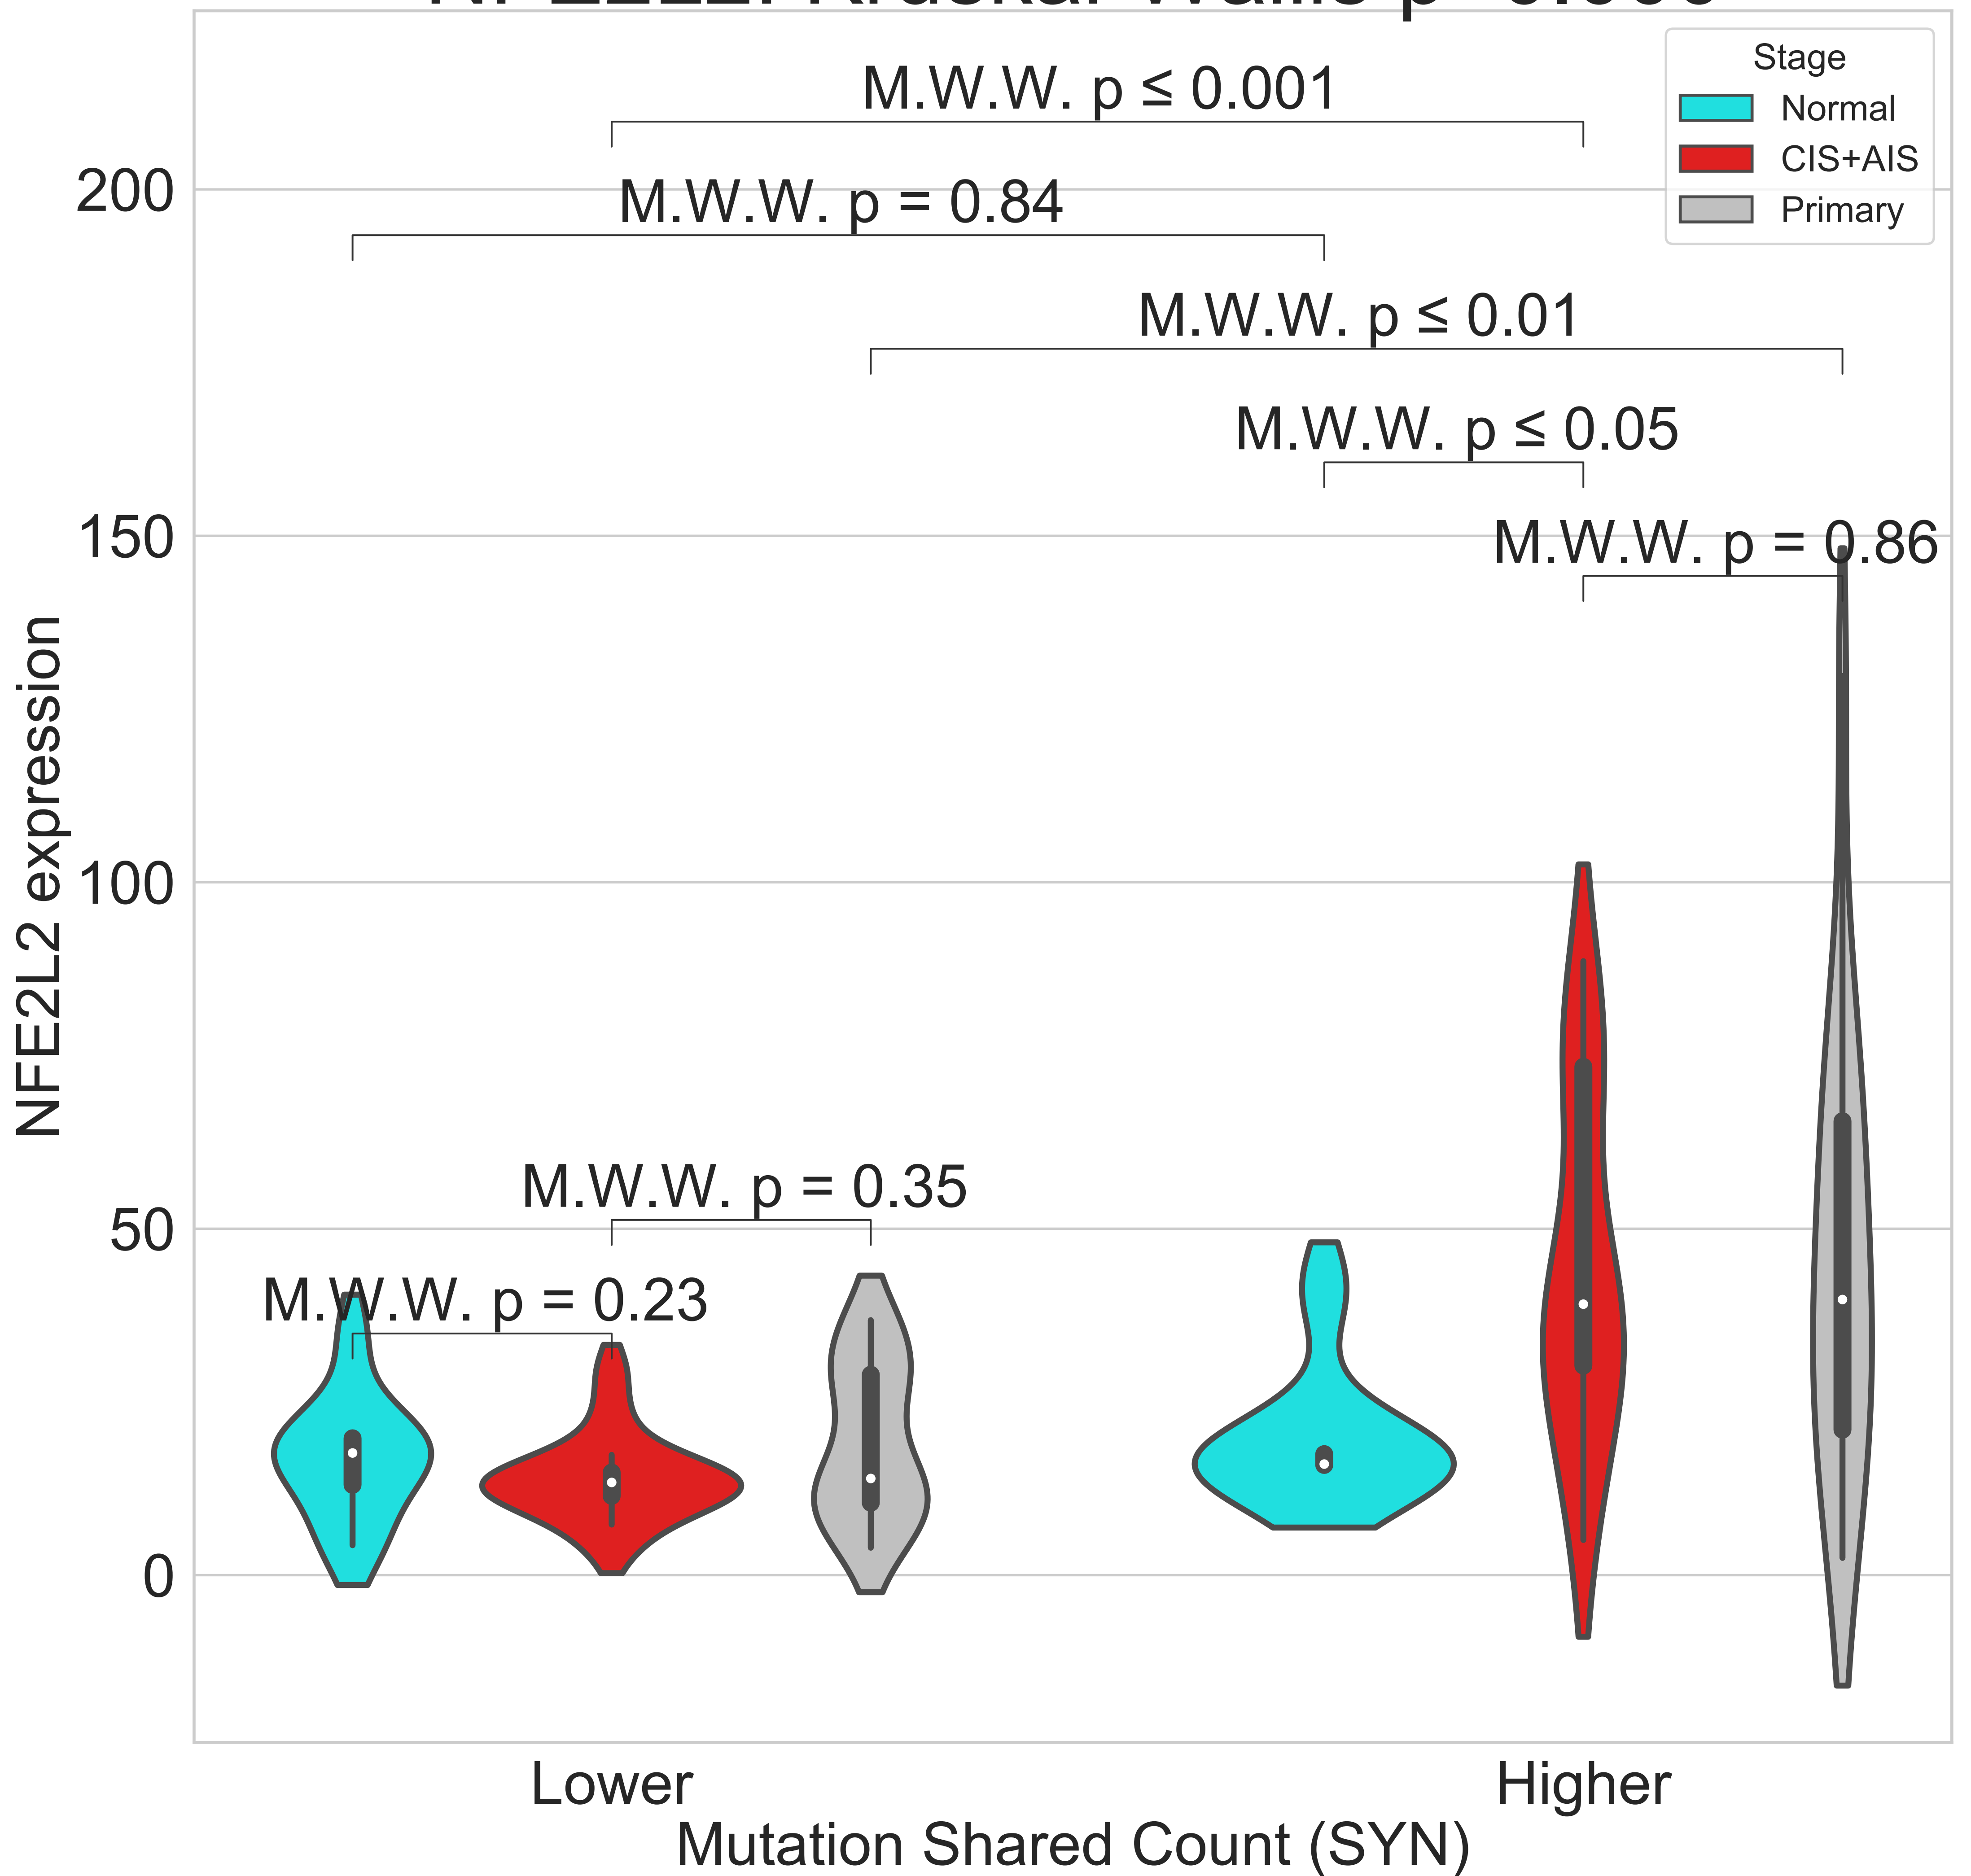 M.W.W. p ≤ 0.001
Stage
Normal
CIS+AIS
Primary
200
M.W.W. p = 0.84
M.W.W. p ≤ 0.01
M.W.W. p ≤ 0.05
150
M.W.W. p = 0.86
NFE2L2 expression
100
M.W.W. p = 0.35
50
M.W.W. p = 0.23
0
Lower
Higher
Mutation Shared Count (SYN)